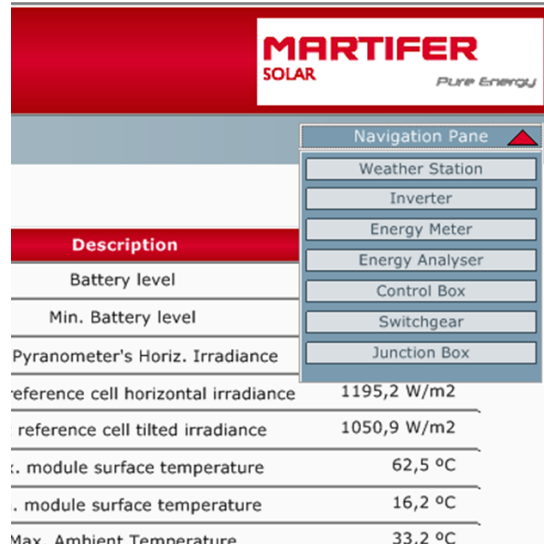 MARTIFER
SOLAR
Pure Energy
Navigation Pane
Weather Station
Inverter
Energy Meter
Energy Analyser
Control Box
Switchgear
Junction Box
Description
Battery level
Min. Battery level
Pyranometer's Horiz. Irradiance
reference cell horizontal irradiance 1195,2 W/m2
reference cell tilted irradiance 1050,9 W/m2
. module surface temperature 62,5 ºC
. module surface temperature 16,2 ºC
Max. Ambient Temperature 33,2 ºC